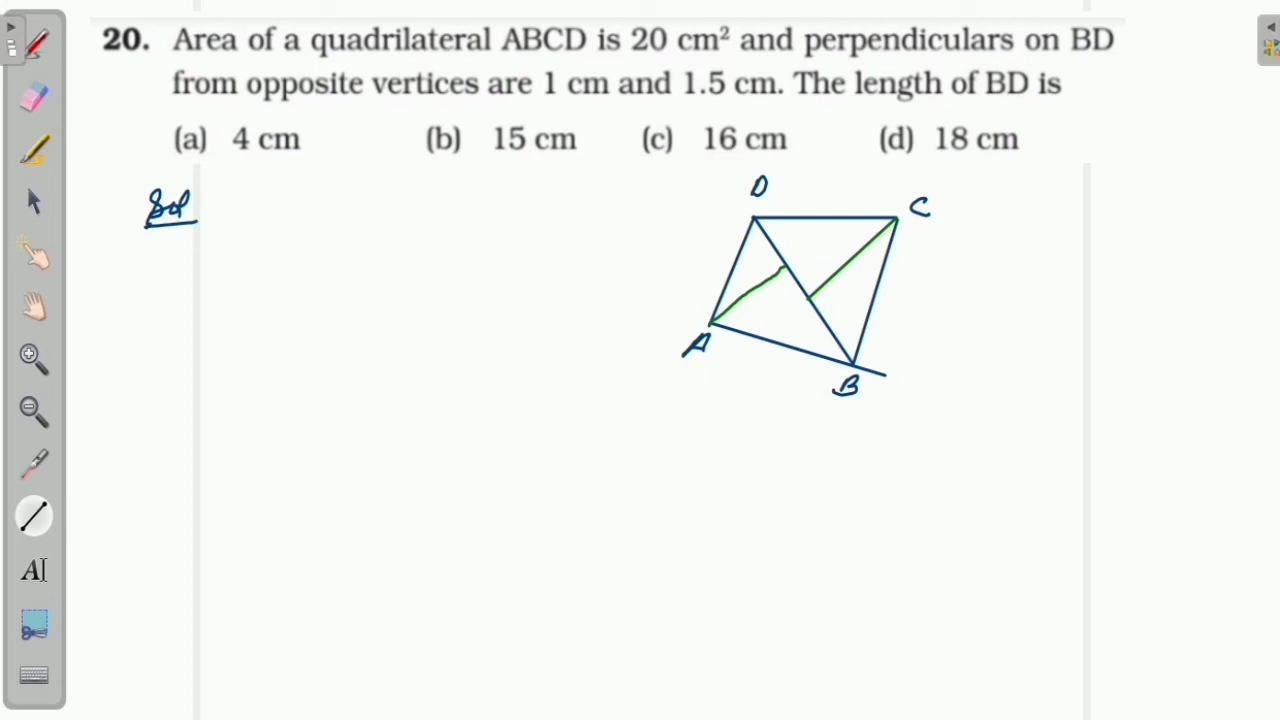 20. Area of a quadrilateral ABCD is 20 cm² and perpendiculars on BD
from opposite vertices are 1 cm and 1.5 cm. The length of BD is
(a) 4 cm (b) 15 cm (c) 16 cm (d) 18 cm
Sol
D
C
A
B
AI